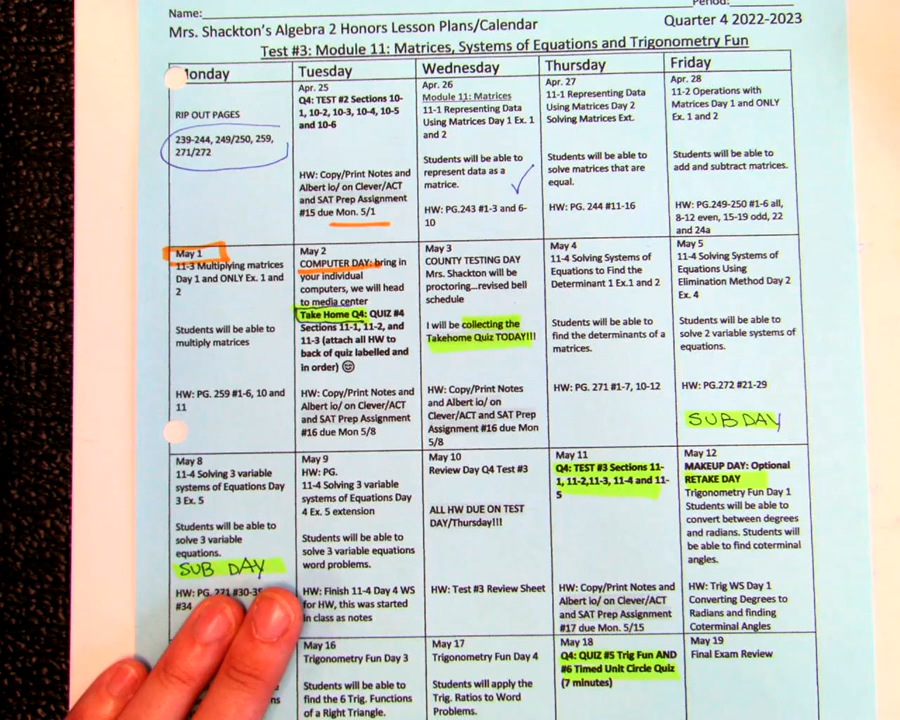 Name:
Period:
Mrs. Shackton's Algebra 2 Honors Lesson Plans/Calendar
Quarter 4 2022-2023
Test #3: Module 11: Matrices, Systems of Equations and Trigonometry Fun
Monday
Tuesday
Wednesday
Thursday
Friday
RIP OUT PAGES
239-244, 249/250, 259,
271/272
Apr. 25
Q4: TEST #2 Sections 10-
1, 10-2, 10-3, 10-4, 10-5
and 10-6
HW: Copy/Print Notes and
Albert io/ on Clever/ACT
and SAT Prep Assignment
#15 due Mon. 5/1
Apr. 26
Module 11: Matrices
11-1 Representing Data
Using Matrices Day 1 Ex. 1
and 2
Students will be able to
represent data as a
matrice.
HW: PG.243 #1-3 and 6-
10
Apr. 27
11-1 Representing Data
Using Matrices Day 2
Solving Matrices Ext.
Students will be able to
solve matrices that are
equal.
HW: PG. 244 #11-16
Apr. 28
11-2 Operations with
Matrices Day 1 and ONLY
Ex. 1 and 2
Students will be able to
add and subtract matrices.
HW: PG.249-250 #1-6 all,
8-12 even, 15-19 odd, 22
and 24a
May 1
11-3 Multiplying matrices
Day 1 and ONLY Ex. 1 and
2
Students will be able to
multiply matrices
HW: PG. 259 #1-6, 10 and
11
May 2
COMPUTER DAY: bring in
your individual
computers, we will head
to media center
Take Home Q4: QUIZ #4
Sections 11-1, 11-2, and
11-3 (attach all HW to
back of quiz labelled and
in order) ☺
HW: Copy/Print Notes and
Albert io/ on Clever/ACT
and SAT Prep Assignment
#16 due Mon 5/8
May 3
COUNTY TESTING DAY
Mrs. Shackton will be
proctoring...revised bell
schedule
I will be collecting the
Takehome Quiz TODAY!!!
HW: Copy/Print Notes and
Albert io/ on Clever/ACT
and SAT Prep
Assignment #16 due Mon
5/8
May 4
11-4 Solving Systems of
Equations to Find the
Determinant 1 Ex.1 and 2
Students will be able to
find the determinants of a
matrices.
HW: PG. 271 #1-7, 10-12
May 5
11-4 Solving Systems of
Equations Using
Elimination Method Day 2
Ex. 4
Students will be able to
solve 2 variable systems of
equations.
HW: PG.272 #21-29
SUB DAY
May 8
11-4 Solving 3 variable
systems of Equations Day
3 Ex. 5
Students will be able to
solve 3 variable
equations.
SUB DAY
HW: PG. 271 #30-3
#34
May 9
HW: PG.
11-4 Solving 3 variable
systems of Equations Day
4 Ex. 5 extension
Students will be able to
solve 3 variable equations
word problems.
HW: Finish 11-4 Day 4 WS
for HW, this was started
in class as notes
May 10
Review Day Q4 Test #3
ALL HW DUE ON TEST
DAY/Thursday!!!
HW: Test #3 Review Sheet
May 11
Q4: TEST #3 Sections 11-
1, 11-2,11-3, 11-4 and 11-
5
HW: Copy/Print Notes and
Albert io/ on Clever/ACT
and SAT Prep Assignment
#17 due Mon. 5/15
May 12
MAKEUP DAY: Optional
RETAKE DAY
Trigonometry Fun Day 1
Students will be able to
convert between degrees
and radians. Students will
be able to find coterminal
angles.
HW: Trig WS Day 1
Converting Degrees to
Radians and finding
Coterminal Angles
May 16
Trigonometry Fun Day 3
Students will be able to
find the 6 Trig. Functions
of a Right Triangle.
May 17
Trigonometry Fun Day 4
Students will apply the
Trig. Ratios to Word
Problems.
May 18
Q4: QUIZ #5 Trig Fun AND
#6 Timed Unit Circle Quiz
(7 minutes)
May 19
Final Exam Review